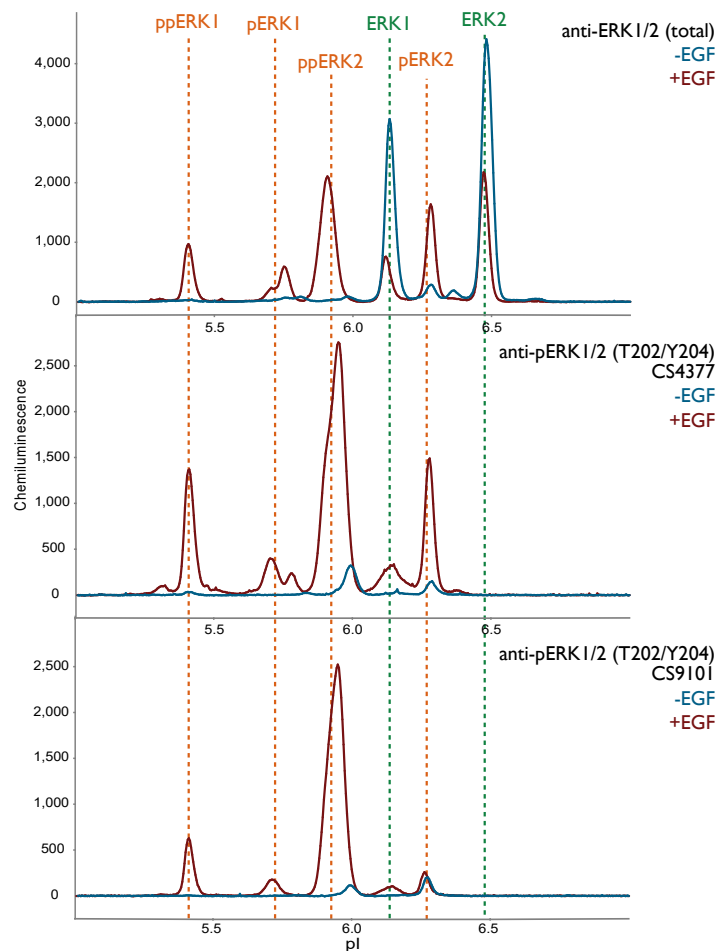 ppERK1
pERK1
ERK1
ERK2
ppERK2
pERK2
anti-ERK1/2 (total)
-EGF
+EGF
4,000
3,000
2,000
1,000
0
5.5
6.0
6.5
anti-pERK1/2 (T202/Y204)
CS4377
-EGF
+EGF
Chemiluminescence
2,500
2,000
1,500
1,000
500
0
5.5
6.0
6.5
anti-pERK1/2 (T202/Y204)
CS9101
-EGF
+EGF
2,500
2,000
1,500
1,000
500
0
5.5
6.0
6.5
pI